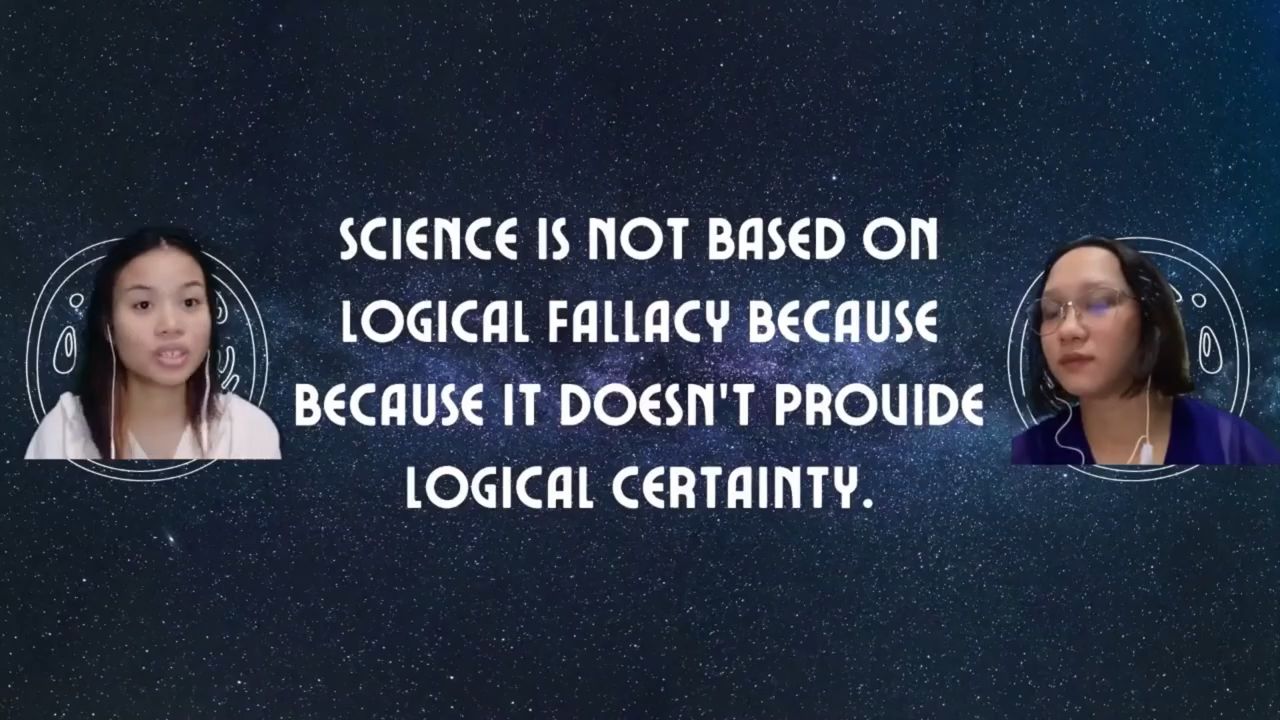 SCIENCE IS NOT BASED ON
LOGICAL FALLACY BECAUSE
BECAUSE IT DOESN'T PROVIDE
LOGICAL CERTAINTY.